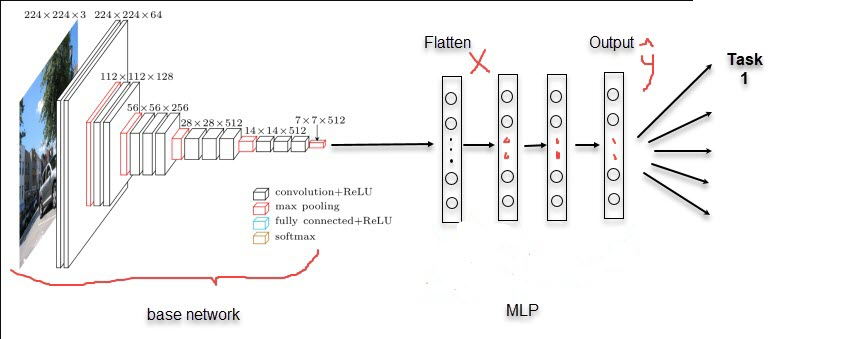 224×224×3 224×224×64
112×112×128
56×56×256
28×28×512
14×14×512
7×7×512
convolution+ReLU
max pooling
fully connected+ReLU
softmax
base network
Flatten
X
Output ŷ
Task
1
MLP